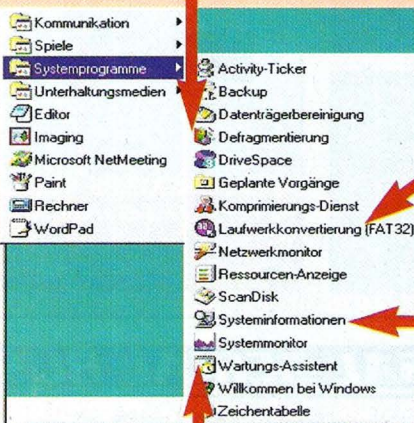 Kommunikation
Spiele
Systemprogramme
Unterhaltungsmedien
Editor
Imaging
Microsoft NetMeeting
Paint
Rechner
WordPad
Activity-Ticker
Backup
Datenträgerbereinigung
Defragmentierung
DriveSpace
Geplante Vorgänge
Komprimierungs-Dienst
Laufwerkkonvertierung (FAT32)
Netzwerkmonitor
Ressourcen-Anzeige
ScanDisk
Systeminformationen
Systemmonitor
Wartungs-Assistent
Willkommen bei Windows
Zeichentabelle